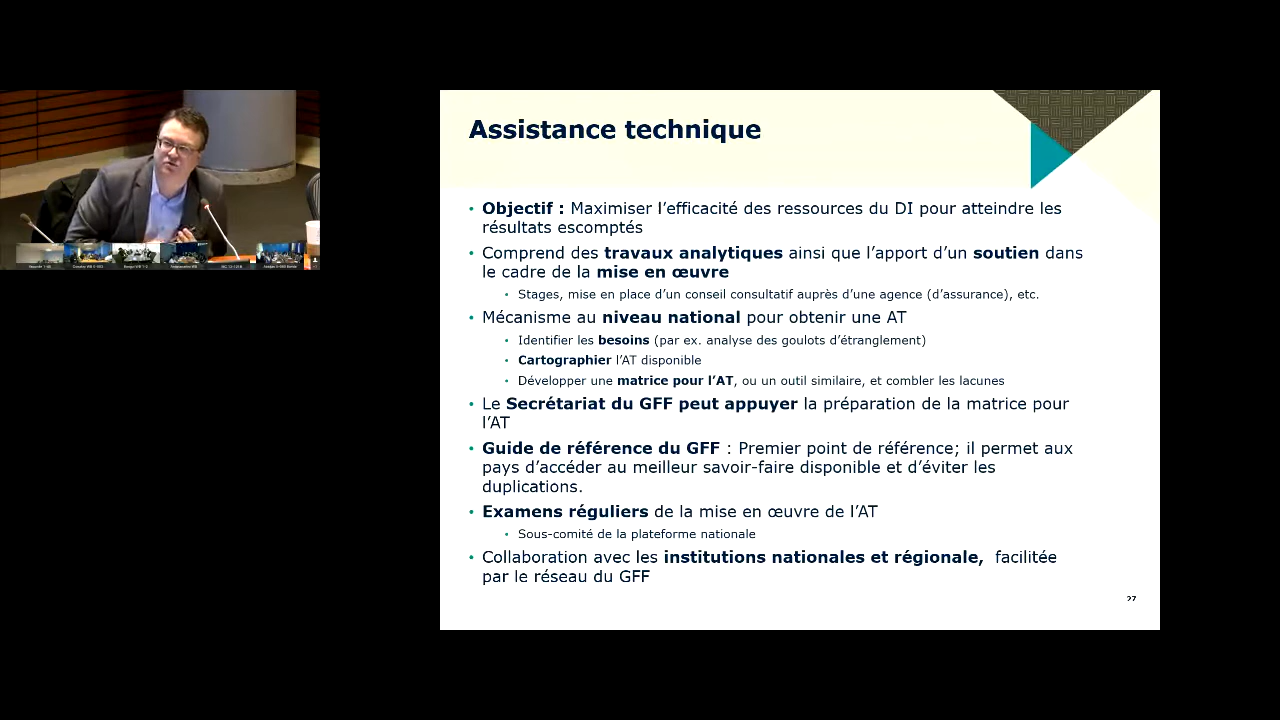 Assistance technique
• Objectif : Maximiser l'efficacité des ressources du DI pour atteindre les
résultats escomptés
• Comprend des travaux analytiques ainsi que l'apport d'un soutien dans
le cadre de la mise en œuvre
• Stages, mise en place d'un conseil consultatif auprès d'une agence (d'assurance), etc.
• Mécanisme au niveau national pour obtenir une AT
• Identifier les besoins (par ex. analyse des goulots d'étranglement)
• Cartographier l'AT disponible
• Développer une matrice pour l'AT, ou un outil similaire, et combler les lacunes
• Le Secrétariat du GFF peut appuyer la préparation de la matrice pour
l'AT
• Guide de référence du GFF : Premier point de référence; il permet aux
pays d'accéder au meilleur savoir-faire disponible et d'éviter les
duplications.
• Examens réguliers de la mise en œuvre de l'AT
• Sous-comité de la plateforme nationale
• Collaboration avec les institutions nationales et régionale, facilitée
par le réseau du GFF
27